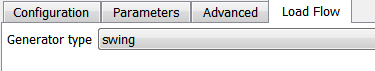 Configuration Parameters Advanced Load Flow
Generator type swing